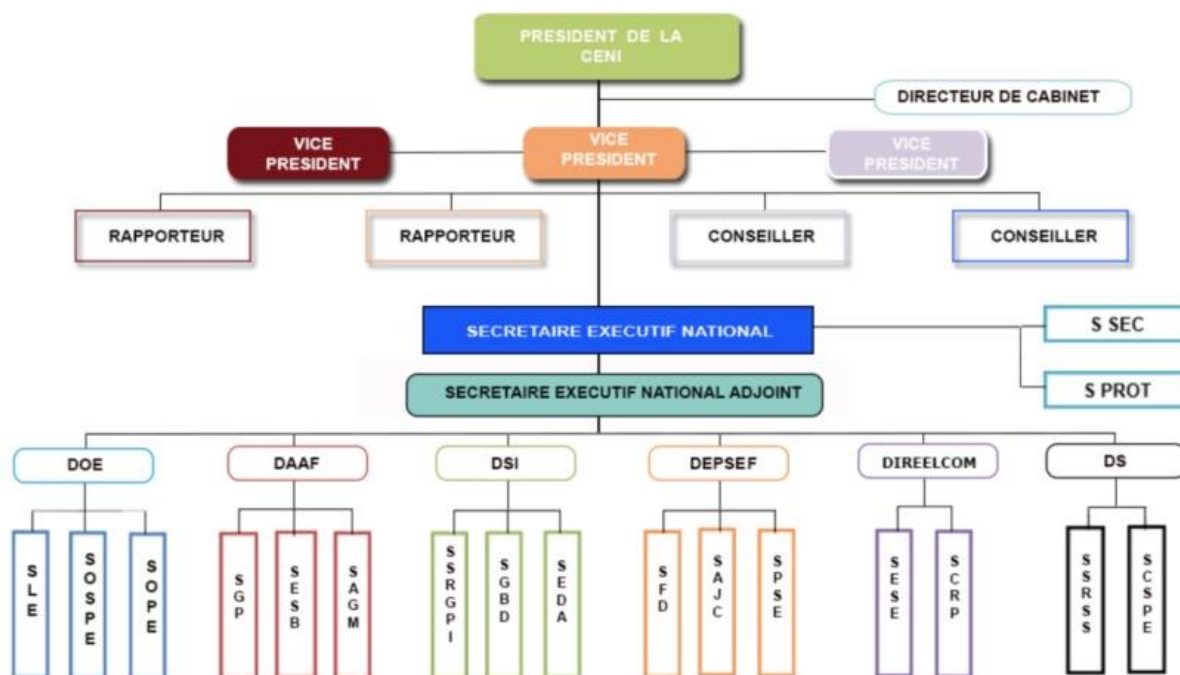 PRESIDENT DE LA
CENI
DIRECTEUR DE CABINET
VICE
PRESIDENT
VICE
PRESIDENT
VICE
PRESIDENT
RAPPORTEUR
RAPPORTEUR
CONSEILLER
CONSEILLER
SECRETAIRE EXECUTIF NATIONAL
S SEC
SECRETAIRE EXECUTIF NATIONAL ADJOINT
S PROT
DOE
DAAF
DSI
DEPSEF
DIREELCOM
DS
SLE
SOSPE
SOPE
SGP
SESB
SAGM
SSRGPI
SGBD
SEDA
SFD
SAJC
SPSE
SESE
SCRP
SSRSS
SCSPE